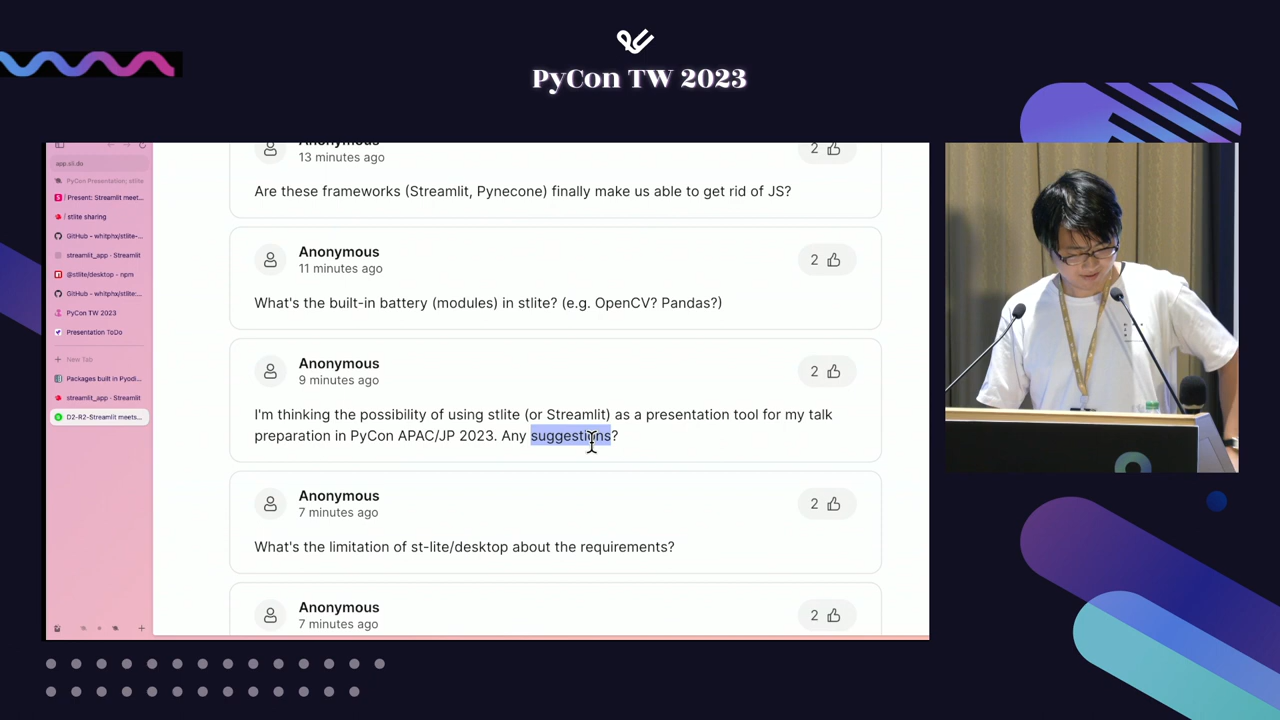 PyCon TW 2023
app.sli.do
PyCon Presentation; stlite
Present: Streamlit meet...
/ stlite sharing
GitHub - whitphx/stlite-...
streamlit_app · Streamlit
@stlite/desktop - npm
GitHub - whitphx/stlite:...
PyCon TW 2023
Presentation ToDo
New Tab
Packages built in Pyodi...
streamlit_app · Streamlit
D2-R2-Streamlit meets...
Anonymous
13 minutes ago
2
Are these frameworks (Streamlit, Pynecone) finally make us able to get rid of JS?
Anonymous
11 minutes ago
2
What's the built-in battery (modules) in stlite? (e.g. OpenCV? Pandas?)
Anonymous
9 minutes ago
2
I'm thinking the possibility of using stlite (or Streamlit) as a presentation tool for my talk
preparation in PyCon APAC/JP 2023. Any suggestions?
Anonymous
7 minutes ago
2
What's the limitation of st-lite/desktop about the requirements?
Anonymous
7 minutes ago
2